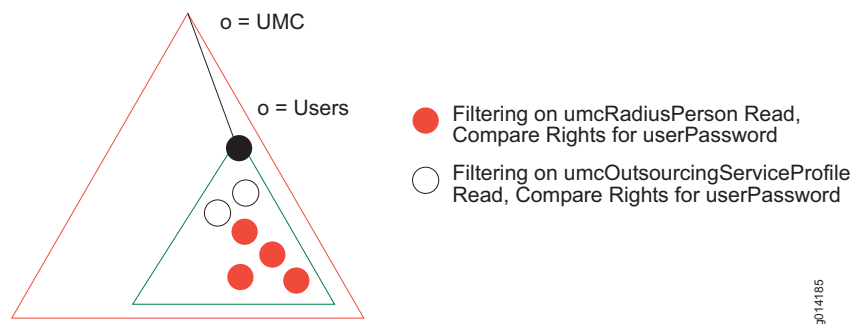 o = UMC
o = Users
Filtering on umcRadiusPerson Read,
Compare Rights for userPassword
Filtering on umcOutsourcingServiceProfile
Read, Compare Rights for userPassword
g014185